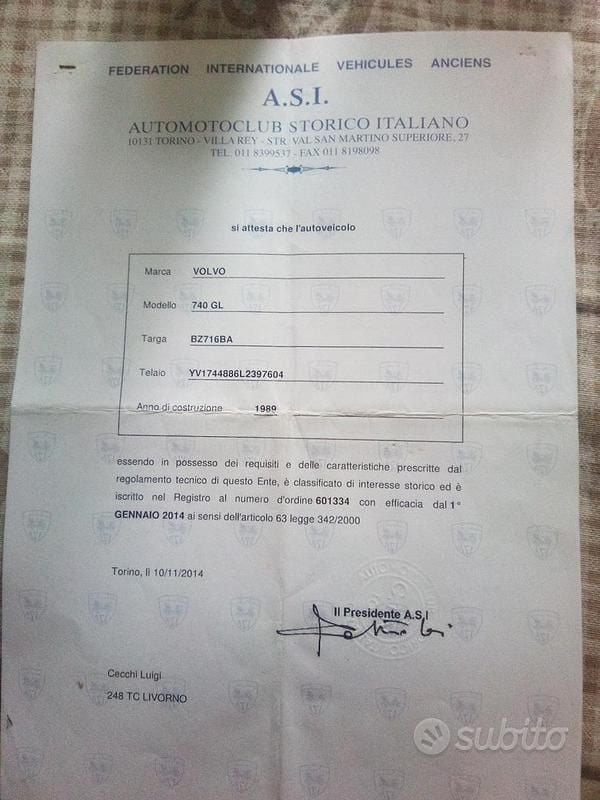 FEDERATION INTERNATIONALE VEHICULES ANCIENS
A.S.I.
AUTOMOTOCLUB STORICO ITALIANO
10131 TORINO - VILLA REY - STR. VAL SAN MARTINO SUPERIORE, 27
TEL. 011 8399537 - FAX 011 8198098
si attesta che l'autoveicolo
Marca VOLVO
Modello 740 GL
Targa BZ716BA
Telaio YV1744886L2397604
Anno di costruzione 1989
essendo in possesso dei requisiti e delle caratteristiche prescritte dal
regolamento tecnico di questo Ente, è classificato di interesse storico ed è
iscritto nel Registro al numero d'ordine 601334 con efficacia dal 1°
GENNAIO 2014 ai sensi dell'articolo 63 legge 342/2000
Torino, lì 10/11/2014
Il Presidente A.S.I
Cecchi Luigi
248 TC LIVORNO
subito